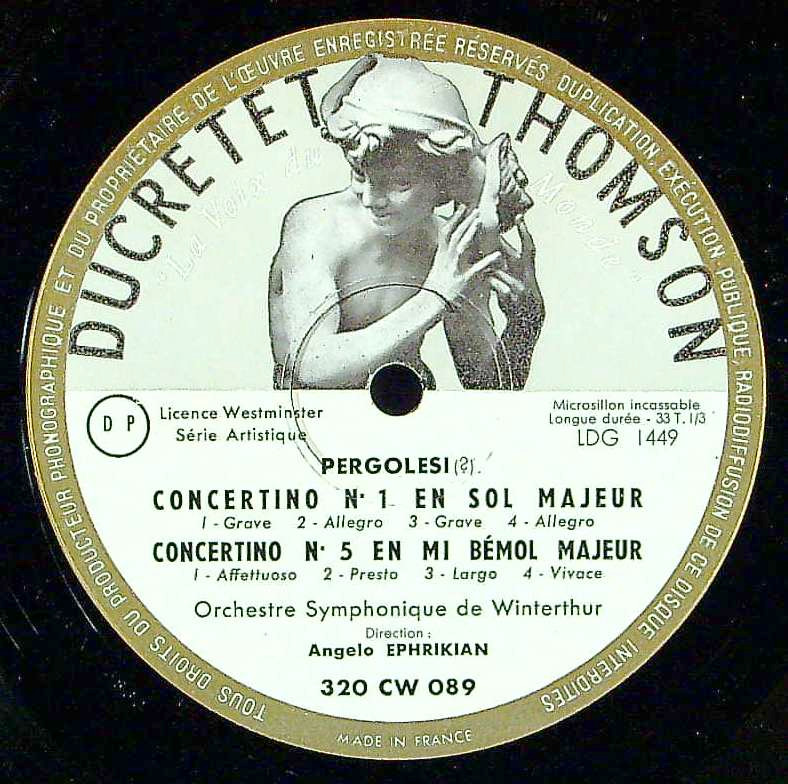 TOUS DROITS DU PRODUCTEUR PHONOGRAPHIQUE ET DU PROPRIÉTAIRE DE L'ŒUVRE ENREGISTRÉE RÉSERVÉS DUPLICATION, EXÉCUTION PUBLIQUE, RADIODIFFUSION DE CE DISQUE INTERDITES
DUCRETET THOMSON
"La Voix du Monde"
D P
Licence Westminster
Série Artistique
Microsillon incassable
Longue durée - 33 T. 1/3
LDG 1449
PERGOLESI (?).
CONCERTINO N• 1 EN SOL MAJEUR
1 - Grave 2 - Allegro 3 - Grave 4 - Allegro
CONCERTINO N• 5 EN MI BÉMOL MAJEUR
1 - Affettuoso 2 - Presto 3 - Largo 4 - Vivace
Orchestre Symphonique de Winterthur
Direction :
Angelo EPHRIKIAN
320 CW 089
MADE IN FRANCE